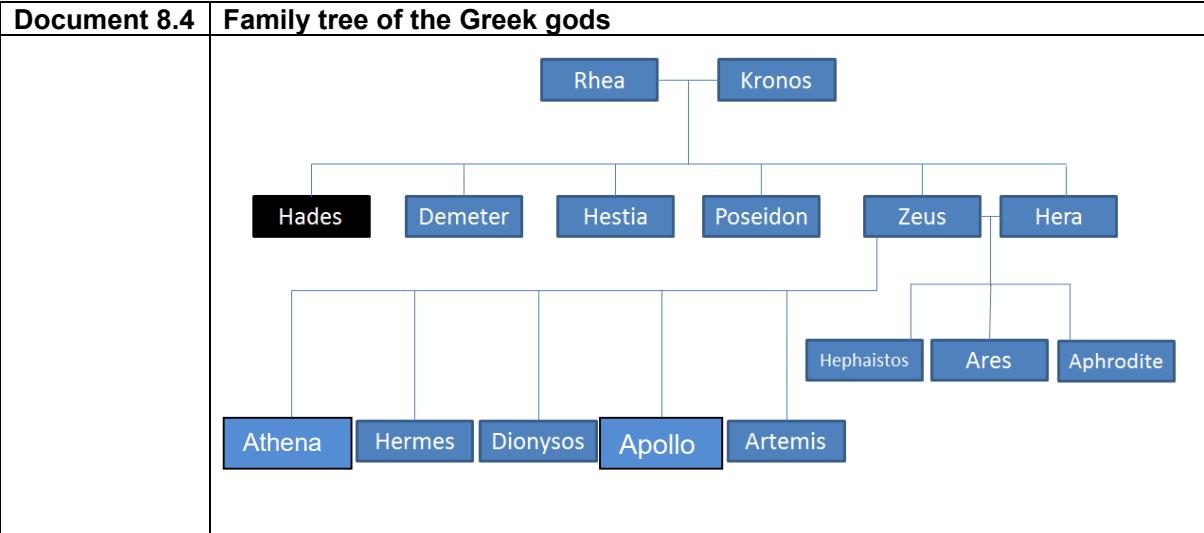 Document 8.4 Family tree of the Greek gods
Rhea Kronos
Hades Demeter Hestia Poseidon Zeus Hera
Hephaistos Ares Aphrodite
Athena Hermes Dionysos Apollo Artemis